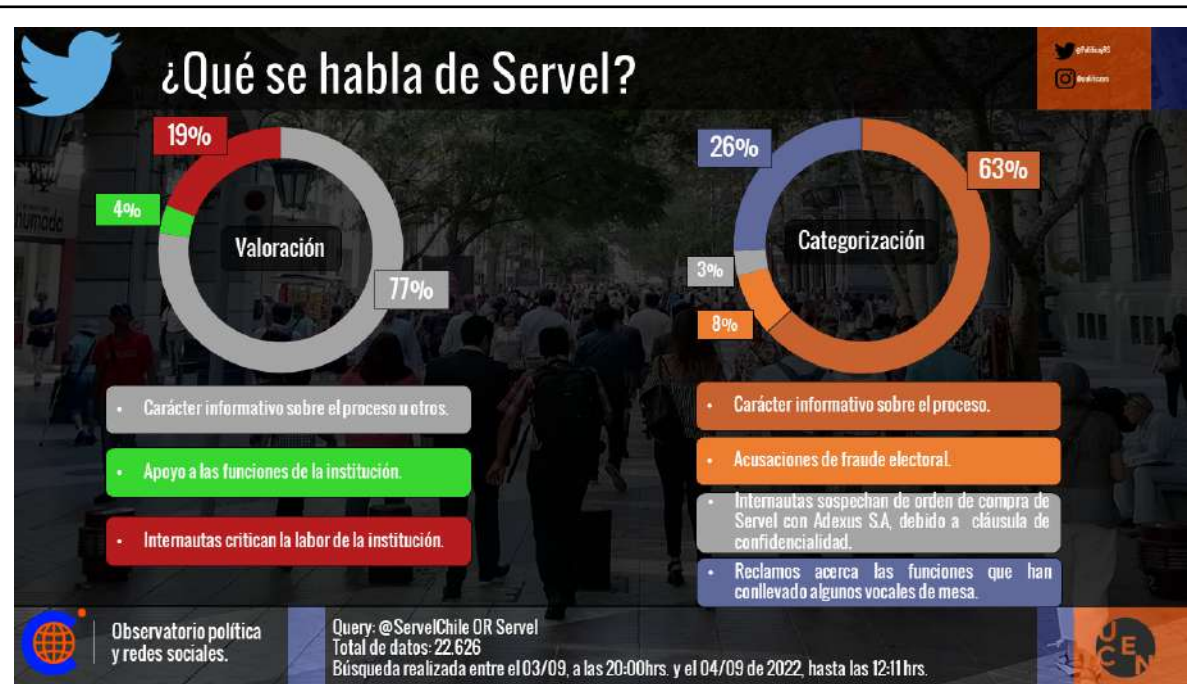 ¿Qué se habla de Servel?
19%
4%
Valoración
77%
26%
63%
Categorización
3%
8%
• Carácter informativo sobre el proceso u otros.
• Apoyo a las funciones de la institución.
• Internautas critican la labor de la institución.
• Carácter informativo sobre el proceso.
• Acusaciones de fraude electoral.
• Internautas sospechan de orden de compra de
Servel con Adexus S.A, debido a cláusula de
confidencialidad.
• Reclamos acerca las funciones que han
conllevado algunos vocales de mesa.
Observatorio política
y redes sociales.
Query: @ServelChile OR Servel
Total de datos: 22.626
Búsqueda realizada entre el 03/09, a las 20:00hrs. y el 04/09 de 2022, hasta las 12:11hrs.
UCEN